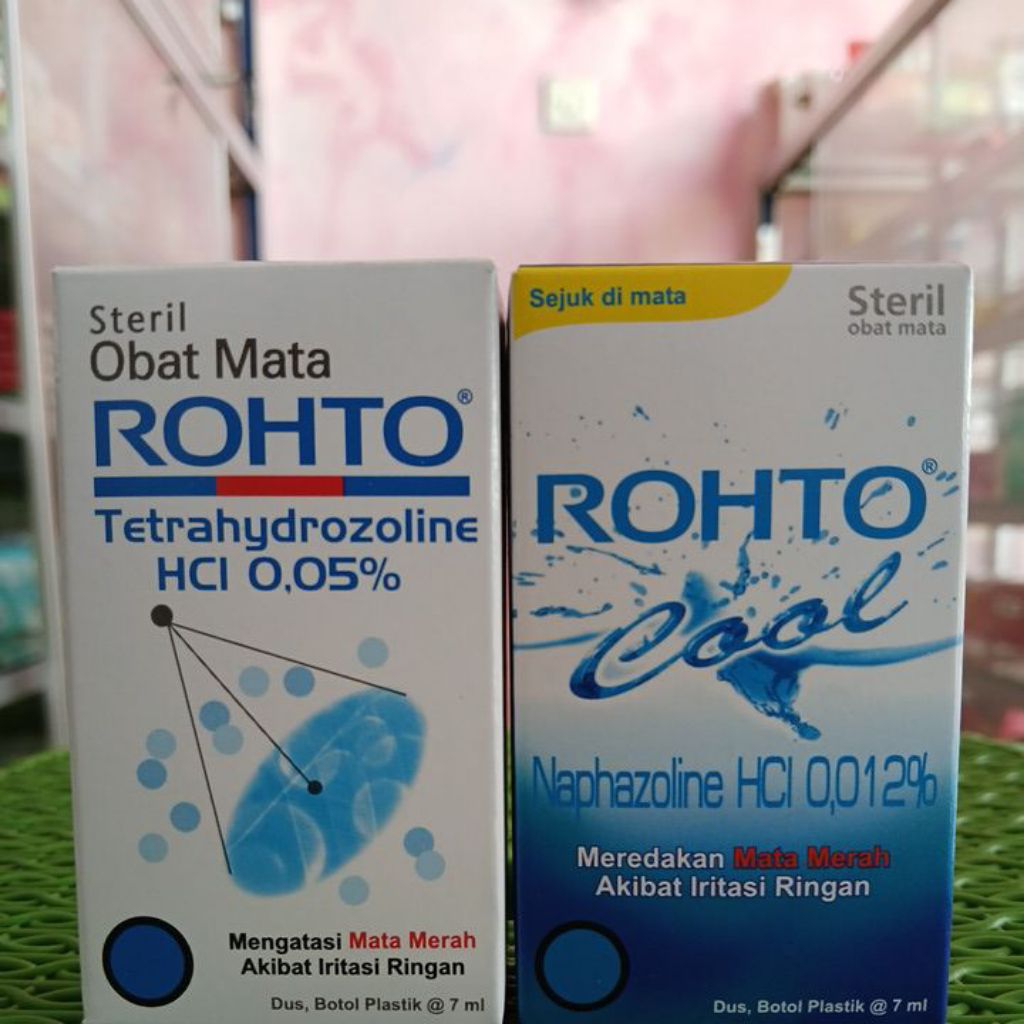 Steril
Obat Mata
ROHTO®
Tetrahydrozoline
HCl 0,05%
Mengatasi Mata Merah
Akibat Iritasi Ringan
Dus, Botol Plastik @ 7 ml
Sejuk di mata
Steril
obat mata
ROHTO®
Cool
Naphazoline HCl 0,012%
Meredakan Mata Merah
Akibat Iritasi Ringan
Dus, Botol Plastik @ 7 ml